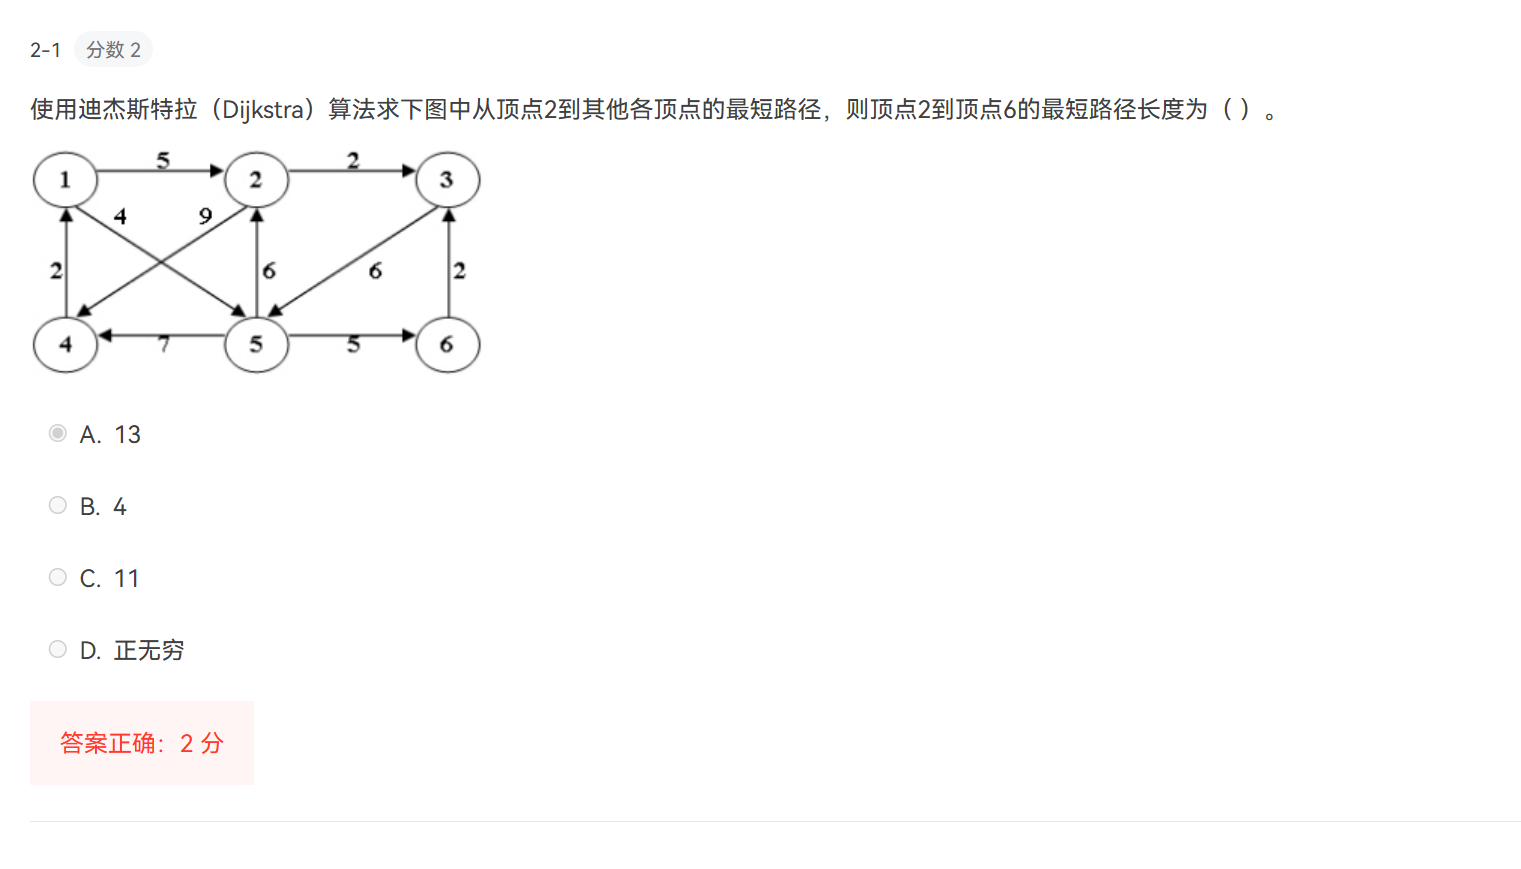 2-1 分数 2
使用迪杰斯特拉（Dijkstra）算法求下图中从顶点2到其他各顶点的最短路径，则顶点2到顶点6的最短路径长度为（ ）。
5 2
1 2 3
4 9
2 6 6 2
4 7 5 5 6
A. 13
B. 4
C. 11
D. 正无穷
答案正确：2 分